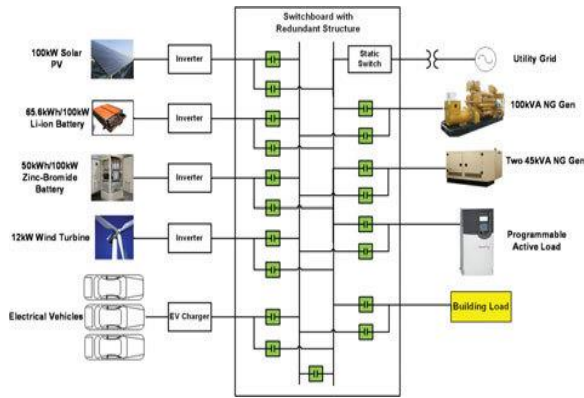 Switchboard with
Redundant Structure
100kW Solar
PV
Inverter
Static
Switch
Utility Grid
65.6kWh/100kW
Li-ion Battery
Inverter
100kVA NG Gen
50kWh/100kW
Zinc-Bromide
Battery
Inverter
Two 45kVA NG Gen
12kW Wind Turbine
Inverter
Programmable
Active Load
Electrical Vehicles
EV Charger
Building Load